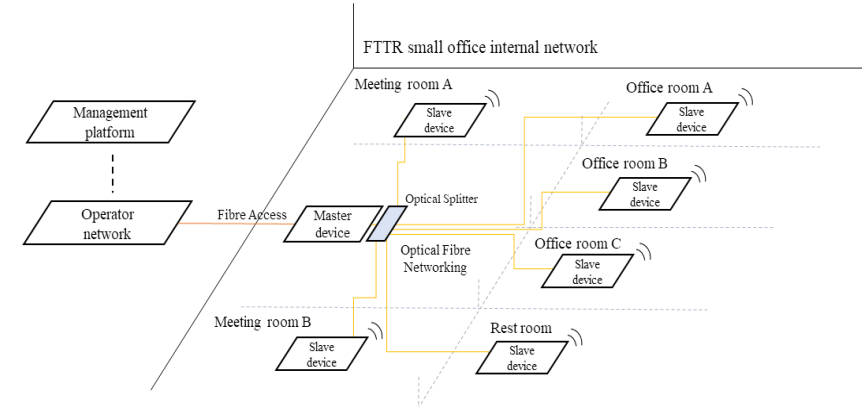 FTTR small office internal network
Meeting room A
Office room A
Slave
device
Slave
device
Management
platform
Office room B
Slave
device
Optical Splitter
Operator
network
Fibre Access
Master
device
Optical Fibre
Networking
Office room C
Slave
device
Meeting room B
Slave
device
Rest room
Slave
device